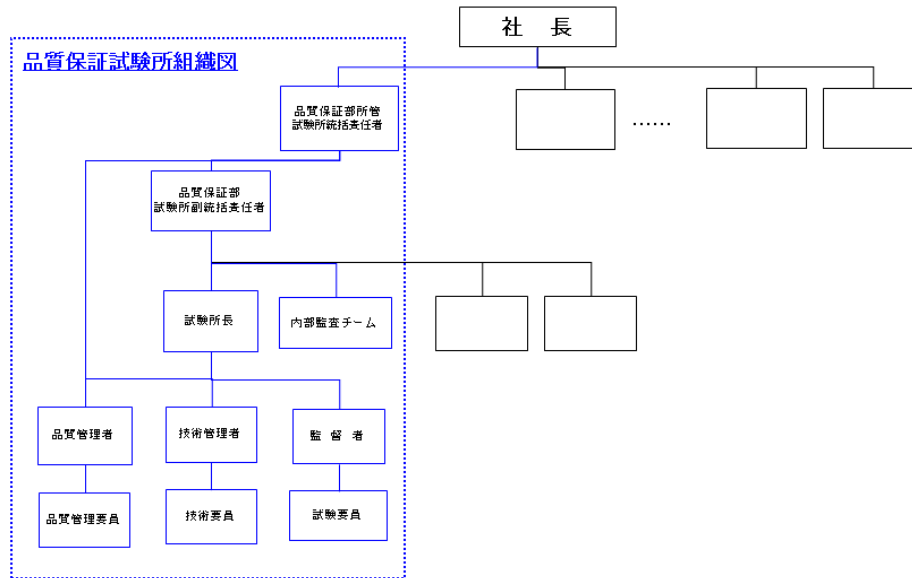 社　長
品質保証試験所組織図
品質保証部所管
試験所統括責任者
……
品質保証部
試験所副統括責任者
試験所長
内部監査チーム
品質管理者
技術管理者
監　督　者
品質管理要員
技術要員
試験要員